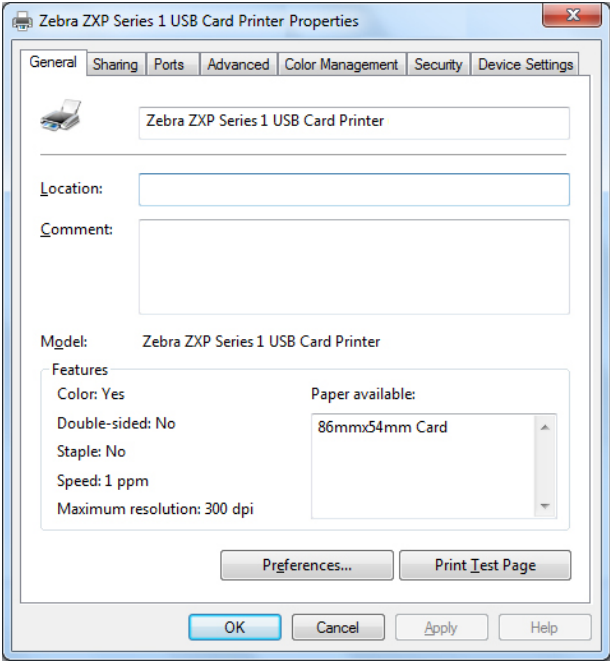 Zebra ZXP Series 1 USB Card Printer Properties
General Sharing Ports Advanced Color Management Security Device Settings
Zebra ZXP Series 1 USB Card Printer
Location:
Comment:
Model: Zebra ZXP Series 1 USB Card Printer
Features
Color: Yes Paper available:
Double-sided: No 86mmx54mm Card
Staple: No
Speed: 1 ppm
Maximum resolution: 300 dpi
Preferences... Print Test Page
OK Cancel Apply Help